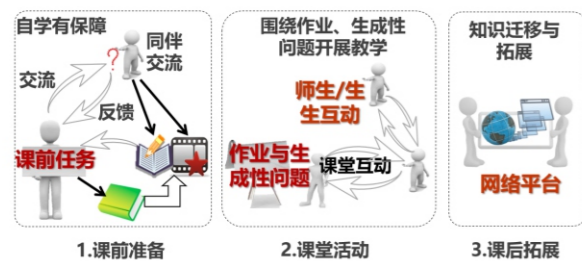 自学有保障
同伴
交流
?
交流
反馈
课前任务
1.课前准备
围绕作业、生成性
问题开展教学
师生/生
生互动
作业与生
成性问题
课堂互动
2.课堂活动
知识迁移与
拓展
网络平台
3.课后拓展